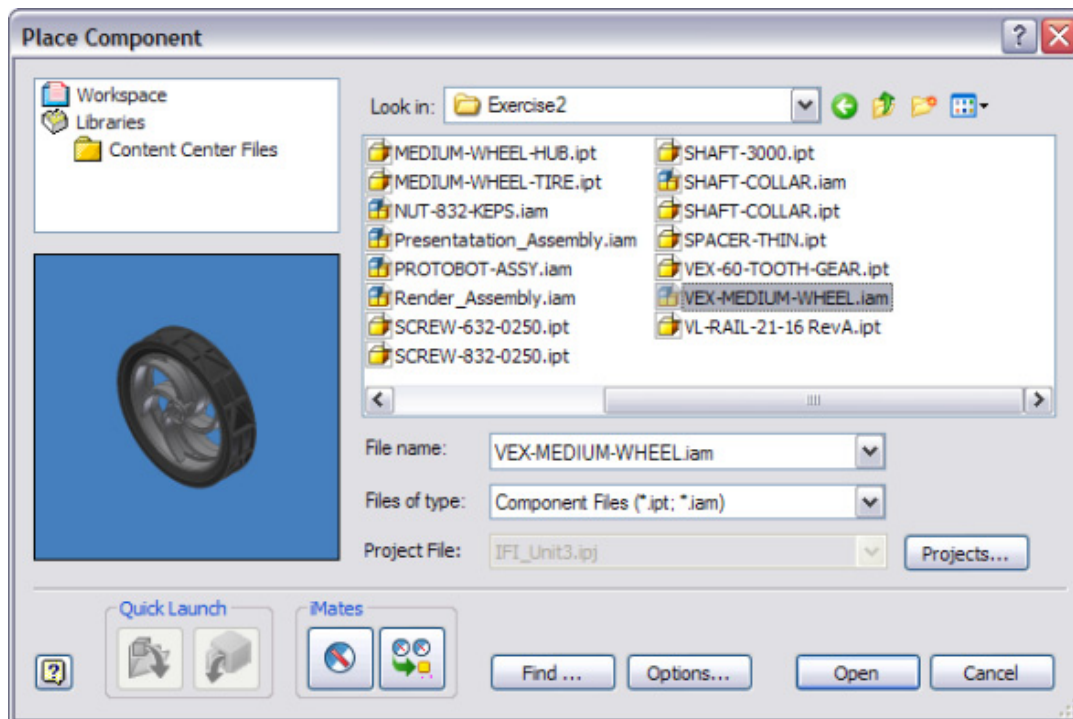 Place Component
Workspace
Libraries
Content Center Files
Look in: Exercise2
MEDIUM-WHEEL-HUB.ipt
MEDIUM-WHEEL-TIRE.ipt
NUT-832-KEPS.iam
Presentatation_Assembly.iam
PROTOBOT-ASSY.iam
Render_Assembly.iam
SCREW-632-0250.ipt
SCREW-832-0250.ipt
SHAFT-3000.ipt
SHAFT-COLLAR.iam
SHAFT-COLLAR.ipt
SPACER-THIN.ipt
VEX-60-TOOTH-GEAR.ipt
VEX-MEDIUM-WHEEL.iam
VL-RAIL-21-16 RevA.ipt
File name: VEX-MEDIUM-WHEEL.iam
Files of type: Component Files (*.ipt; *.iam)
Project File: IFI_Unit3.ipj Projects...
Quick Launch iMates
Find ... Options... Open Cancel